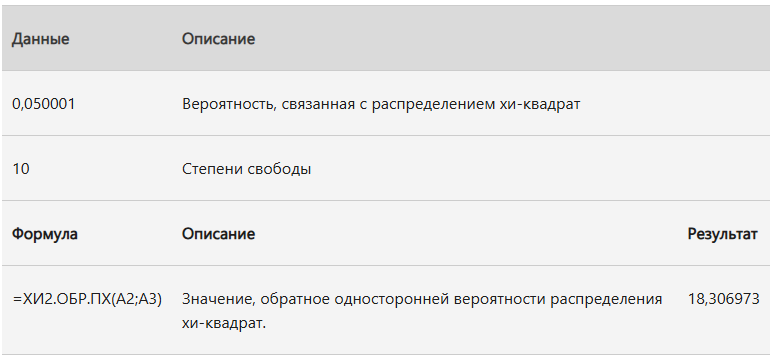 Данные Описание
0,050001 Вероятность, связанная с распределением хи-квадрат
10 Степени свободы
Формула Описание Результат
=ХИ2.ОБР.ПХ(A2;A3) Значение, обратное односторонней вероятности распределения 18,306973
хи-квадрат.